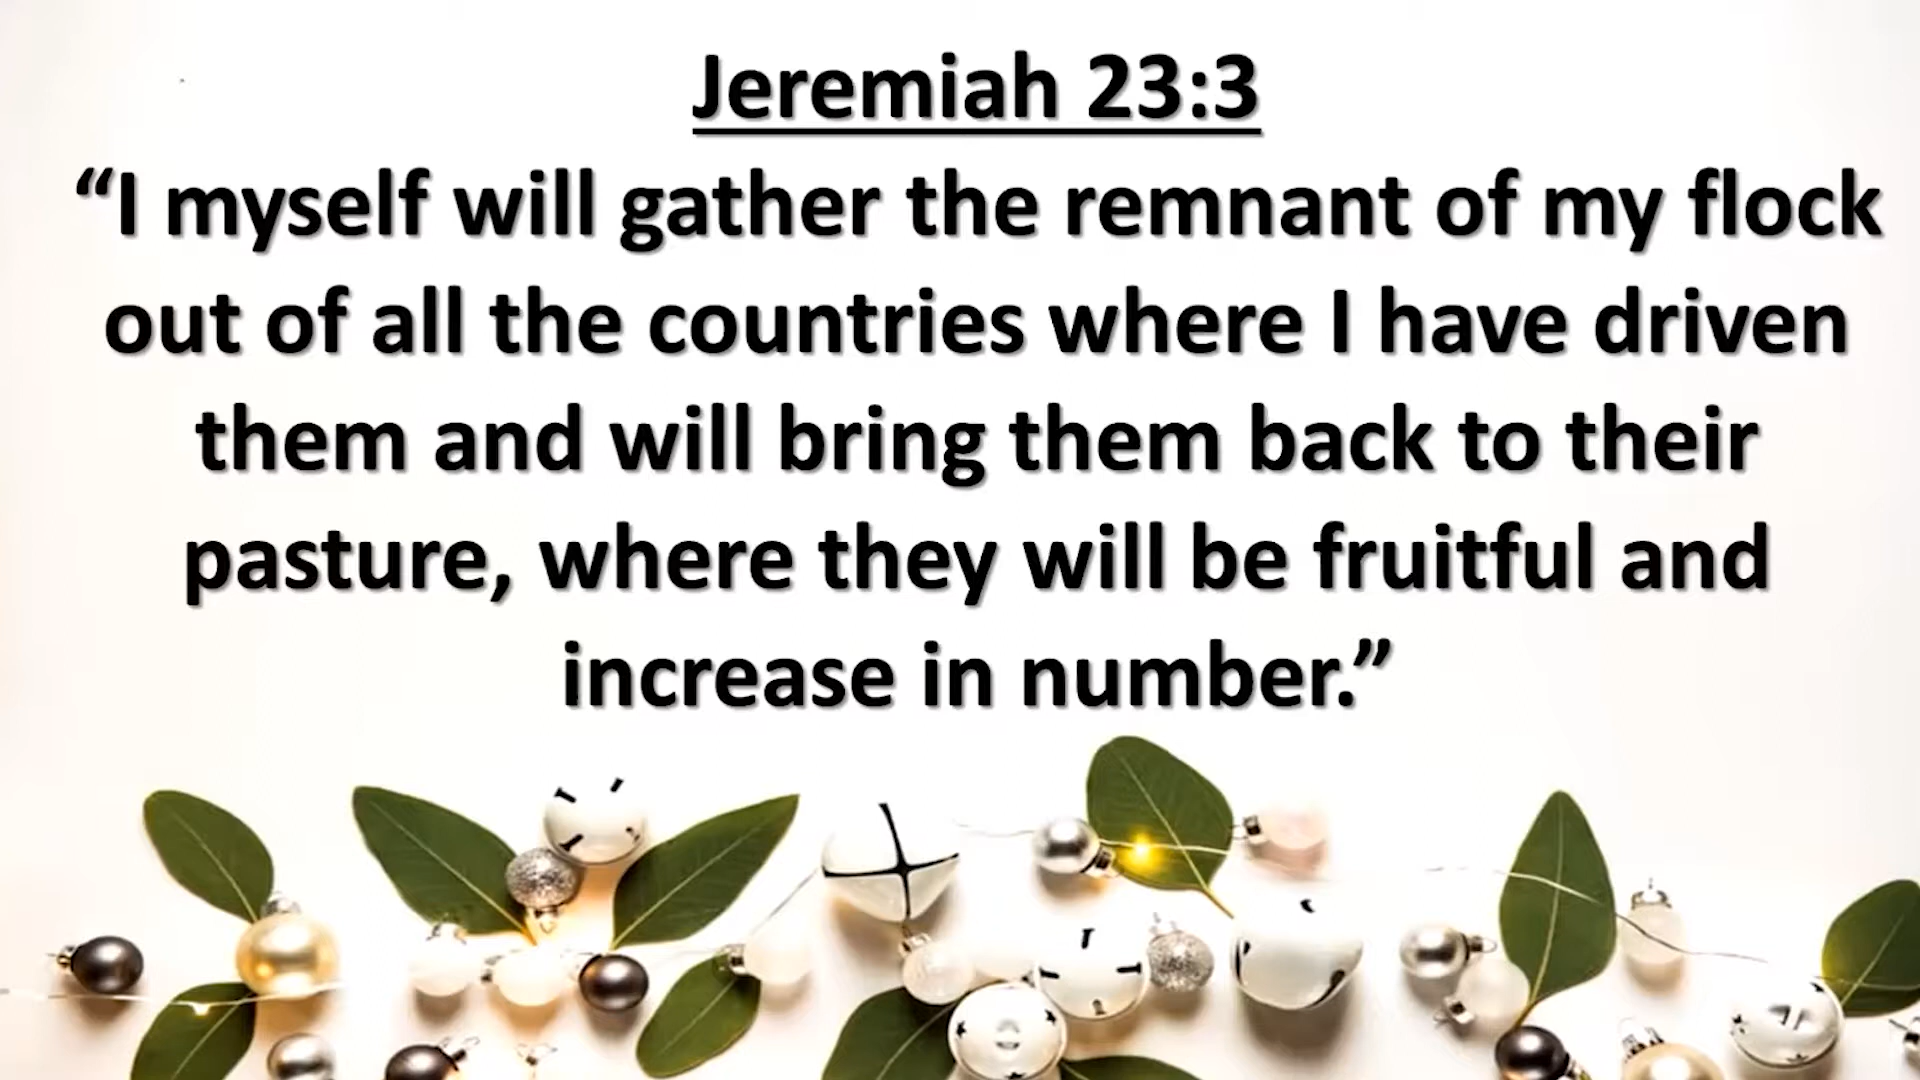 Jeremiah 23:3
“I myself will gather the remnant of my flock
out of all the countries where I have driven
them and will bring them back to their
pasture, where they will be fruitful and
increase in number.”